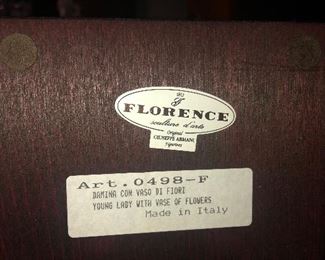 FLORENCE
sculture d'arte
Original
GIUSEPPE ARMANI
Figurines
Art.0498-F
DAMINA CON VASO DI FIORI
YOUNG LADY WITH VASE OF FLOWERS
Made in Italy